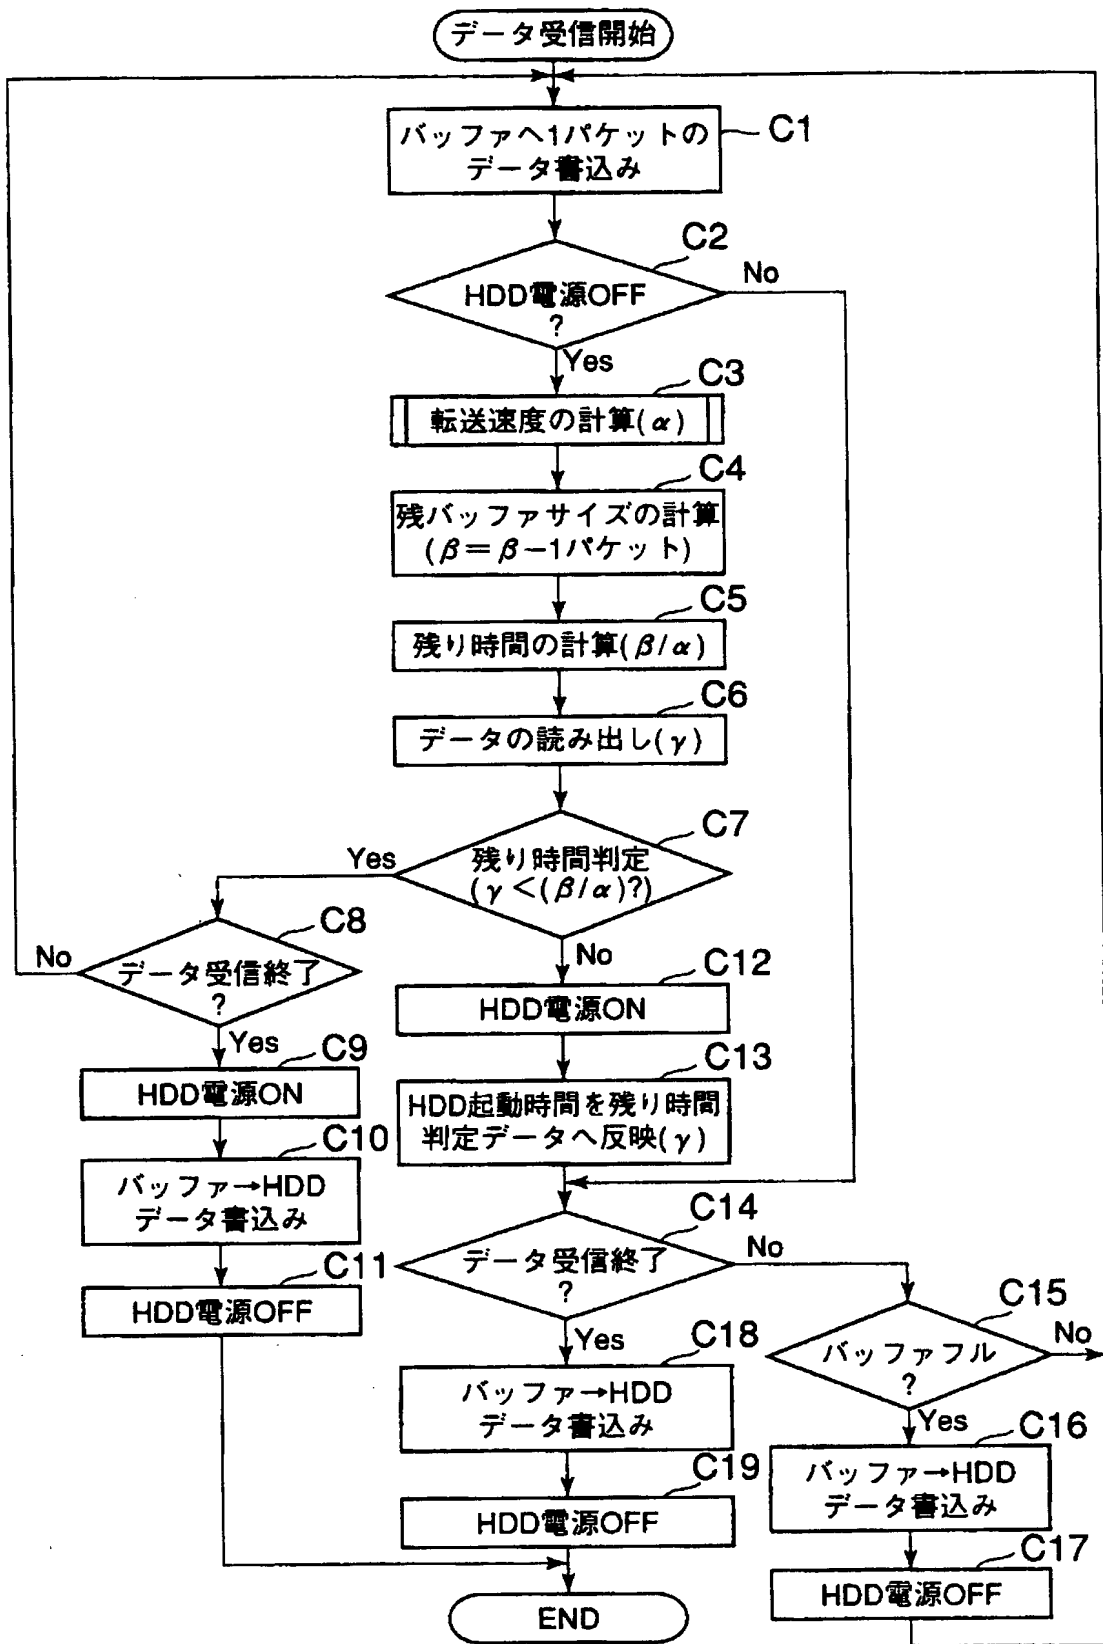 データ受信開始
バッファへ1パケットの
データ書込み
C1
C2
HDD電源OFF
?
No
Yes
C3
転送速度の計算(α)
C4
残バッファサイズの計算
(β=β-1パケット)
C5
残り時間の計算(β/α)
C6
データの読み出し(γ)
C7
残り時間判定
(γ<(β/α)?)
Yes
No
C8
データ受信終了
?
No
Yes
C9
HDD電源ON
C10
バッファ→HDD
データ書込み
C11
HDD電源OFF
C12
HDD電源ON
C13
HDD起動時間を残り時間
判定データへ反映(γ)
C14
データ受信終了
?
No
Yes
C15
バッファフル
?
No
Yes
C16
バッファ→HDD
データ書込み
C17
HDD電源OFF
C18
バッファ→HDD
データ書込み
C19
HDD電源OFF
END